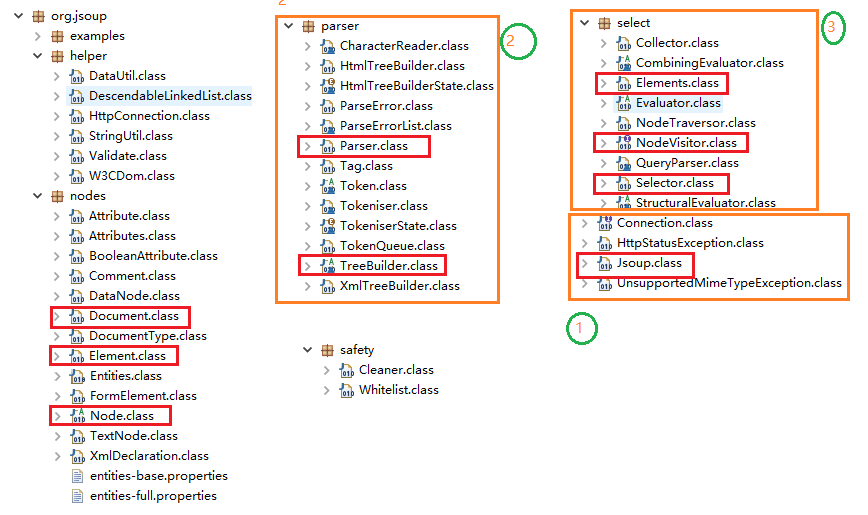 org.jsoup
examples
helper
DataUtil.class
DescendableLinkedList.class
HttpConnection.class
StringUtil.class
Validate.class
W3CDom.class
nodes
Attribute.class
Attributes.class
BooleanAttribute.class
Comment.class
DataNode.class
Document.class
DocumentType.class
Element.class
Entities.class
FormElement.class
Node.class
TextNode.class
XmlDeclaration.class
entities-base.properties
entities-full.properties
parser
2
CharacterReader.class
HtmlTreeBuilder.class
HtmlTreeBuilderState.class
ParseError.class
ParseErrorList.class
Parser.class
Tag.class
Token.class
Tokeniser.class
TokeniserState.class
TokenQueue.class
TreeBuilder.class
XmlTreeBuilder.class
safety
Cleaner.class
Whitelist.class
select
3
Collector.class
CombiningEvaluator.class
Elements.class
Evaluator.class
NodeTraversor.class
NodeVisitor.class
QueryParser.class
Selector.class
StructuralEvaluator.class
Connection.class
HttpStatusException.class
Jsoup.class
UnsupportedMimeTypeException.class
1